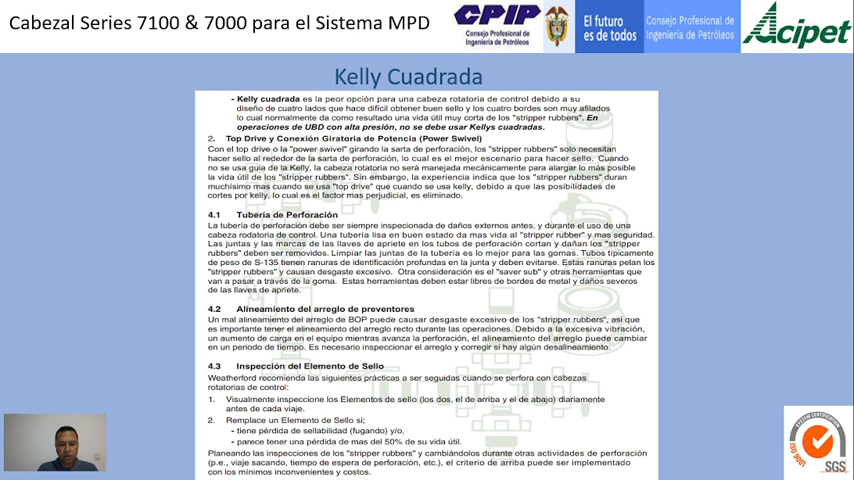 Cabezal Series 7100 & 7000 para el Sistema MPD
CPIP
Consejo Profesional de
Ingeniería de Petróleos
El futuro
es de todos
Consejo Profesional de
Ingeniería de Petróleos
Acipet
Kelly Cuadrada
- Kelly cuadrada es la peor opción para una cabeza rotatoria de control debido a su
diseño de cuatro lados que hace difícil obtener buen sello y los cuatro bordes son muy afilados
lo cual normalmente da como resultado una vida útil muy corta de los "stripper rubbers". En
operaciones de UBD con alta presión, no se debe usar Kellys cuadradas.
2. Top Drive y Conexión Giratoria de Potencia (Power Swivel)
Con el top drive o la "power swivel" girando la sarta de perforación, los "stripper rubbers" solo necesitan
hacer sello al rededor de la sarta de perforación, lo cual es el mejor escenario para hacer sello. Cuando
no se usa guia de la Kelly, la cabeza rotatoria no será manejada mecánicamente para alargar lo más posible
la vida útil de los "stripper rubbers". Sin embargo, la experiencia indica que los "stripper rubbers" duran
muchísimo mas cuando se usa "top drive" que cuando se usa kelly, debido a que las posibilidades de
cortes por kelly, lo cual es el factor mas perjudicial, es eliminado.
4.1 Tubería de Perforación
La tubería de perforación debe ser siempre inspeccionada de daños externos antes, y durante el uso de una
cabeza rotatoria de control. Una tubería lisa en buen estado da mas vida al "stripper rubber" y mas seguridad.
Las juntas y las marcas de las llaves de apriete en los tubos de perforación cortan y dañan los "stripper
rubbers" deben ser removidos. Limpiar las juntas de la tubería es lo mejor para las gomas. Tubos típicamente
de peso de S-135 tienen ranuras de identificación profundas en la junta y deben evitarse. Estas ranuras pelan los
"stripper rubbers" y causan desgaste excesivo. Otra consideración es el "saver sub" y otras herramientas que
van a pasar a través de la goma. Estas herramientas deben estar libres de bordes de metal y daños severos
de las llaves de apriete.
4.2 Alineamiento del arreglo de preventores
Un mal alineamiento del arreglo de BOP puede causar desgaste excesivo de los "stripper rubbers", asi que
es importante tener el alineamiento del arreglo recto durante las operaciones. Debido a la excesiva vibración,
un aumento de carga en el equipo mientras avanza la perforación, el alineamiento del arreglo puede cambiar
en un periodo de tiempo. Es necesario inspeccionar el arreglo y corregir si hay algún desalineamiento.
4.3 Inspección del Elemento de Sello
Weatherford recomienda las siguientes prácticas a ser seguidas cuando se perfora con cabezas
rotatorias de control:
1. Visualmente inspeccione los Elementos de sello (los dos, el de arriba y el de abajo) diariamente
antes de cada viaje.
2. Remplace un Elemento de Sello si;
- tiene pérdida de sellabilidad (fugando) y/o,
- parece tener una pérdida de mas del 50% de su vida útil.
Planeando las inspecciones de los "stripper rubbers" y cambiándolos durante otras actividades de perforación
(p.e., viaje sacando, tiempo de espera de perforación, etc.), el criterio de arriba puede ser implementado
con los mínimos inconvenientes y costos.
SYSTEM CERTIFICATION
ISO 9001
SGS